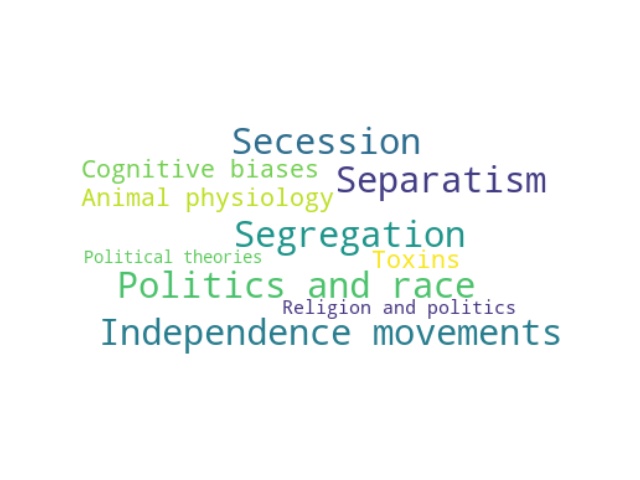 Secession
Cognitive biases
Separatism
Animal physiology
Segregation
Political theories
Toxins
Politics and race
Religion and politics
Independence movements